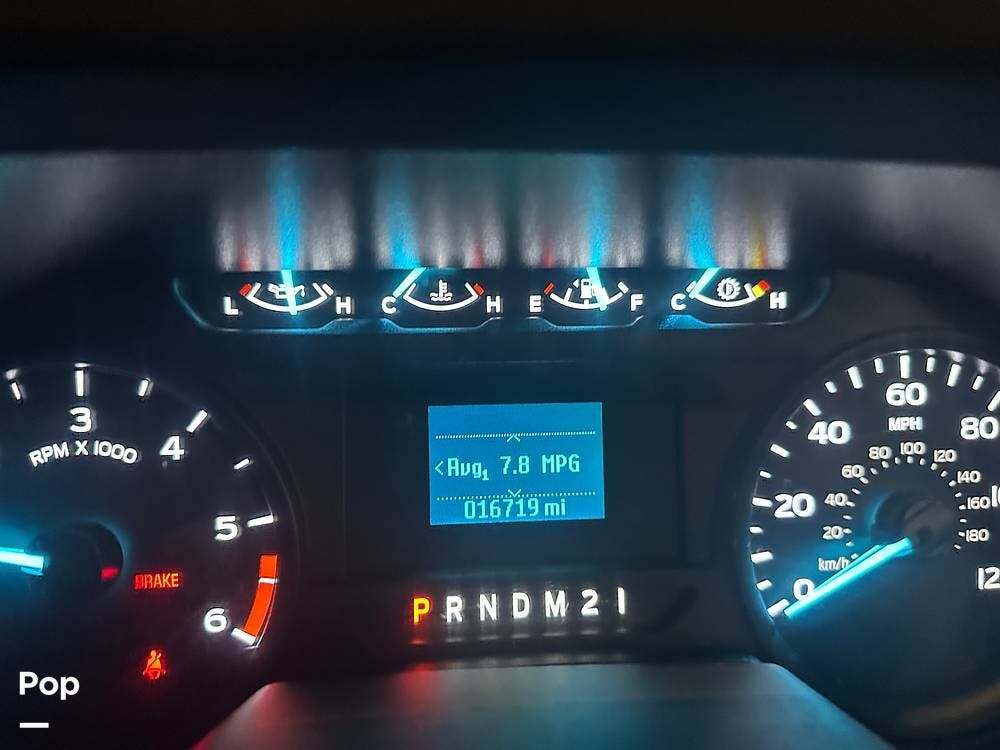 L H C H E F C H
3
RPM X 1000
4
5
6
BRAKE
<Avg1 7.8 MPG
016719 mi
P R N D M 2 1
0
20
40
60
80
MPH
km/h
20
40
60
80
100
120
140
160
180
Pop